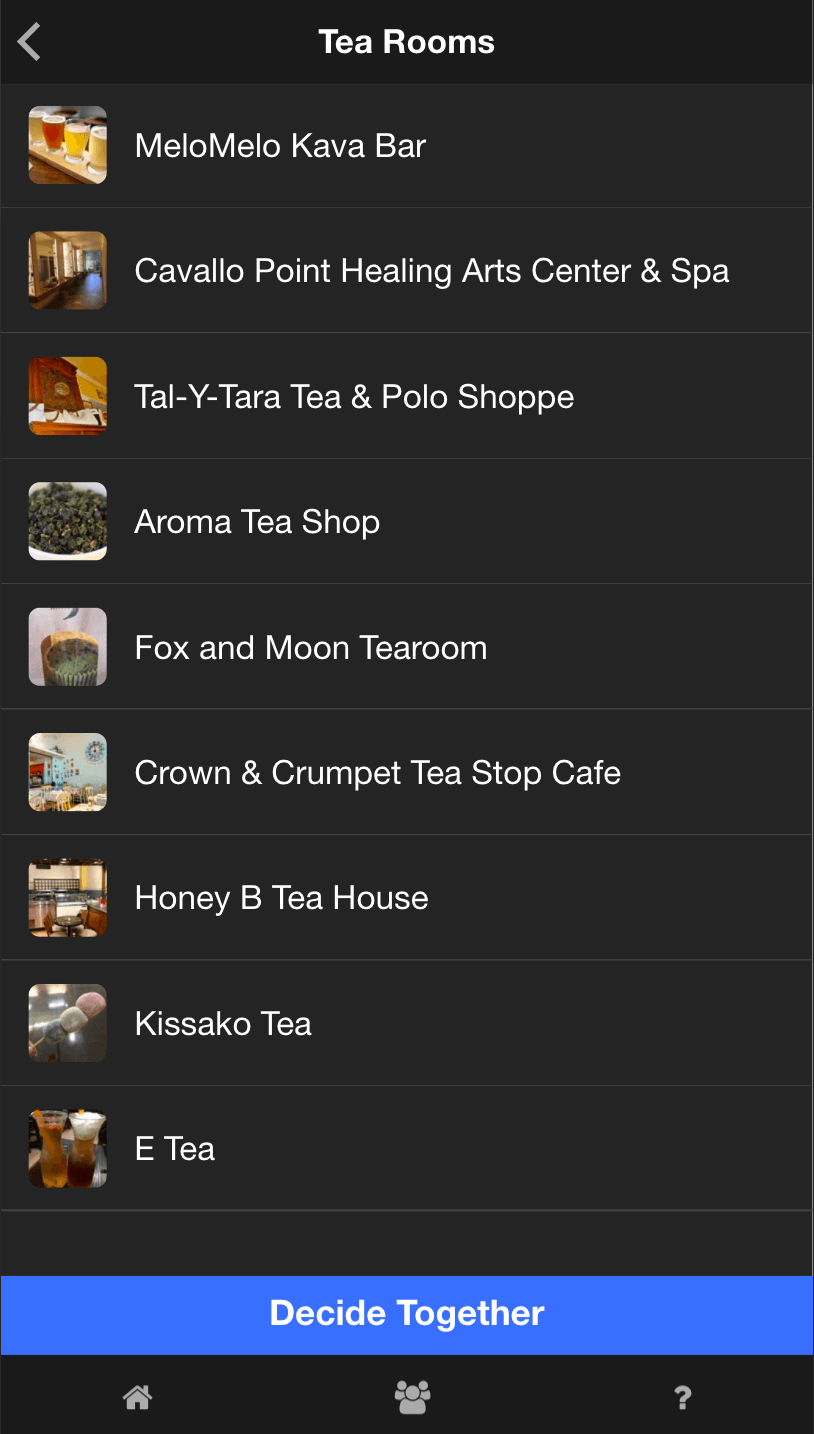 Tea Rooms
MeloMelo Kava Bar
Cavallo Point Healing Arts Center & Spa
Tal-Y-Tara Tea & Polo Shoppe
Aroma Tea Shop
Fox and Moon Tearoom
Crown & Crumpet Tea Stop Cafe
Honey B Tea House
Kissako Tea
E Tea
Decide Together
?